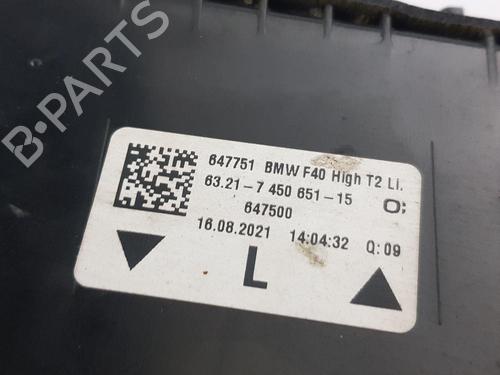 B-PARTS
647751 BMW F40 High T2 Li.
63.21-7 450 651-15 O;
647500
16.08.2021 14:04:32 Q:09
L